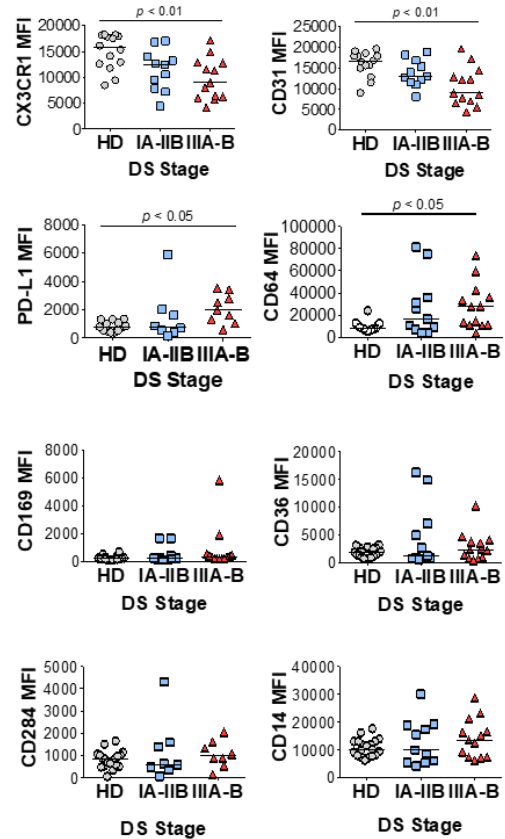 p < 0.01
CX3CR1 MFI
20000
15000
10000
5000
0
HD IA-IIB IIIA-B
DS Stage
p < 0.01
CD31 MFI
25000
20000
15000
10000
5000
0
HD IA-IIB IIIA-B
DS Stage
p < 0.05
PD-L1 MFI
8000
6000
4000
2000
0
HD IA-IIB IIIA-B
DS Stage
p < 0.05
CD64 MFI
100000
80000
60000
40000
20000
0
HD IA-IIB IIIA-B
DS Stage
CD169 MFI
8000
6000
4000
2000
0
HD IA-IIB IIIA-B
DS Stage
CD36 MFI
20000
15000
10000
5000
0
HD IA-IIB IIIA-B
DS Stage
CD284 MFI
5000
4000
3000
2000
1000
0
HD IA-IIB IIIA-B
DS Stage
CD14 MFI
40000
30000
20000
10000
0
HD IA-IIB IIIA-B
DS Stage